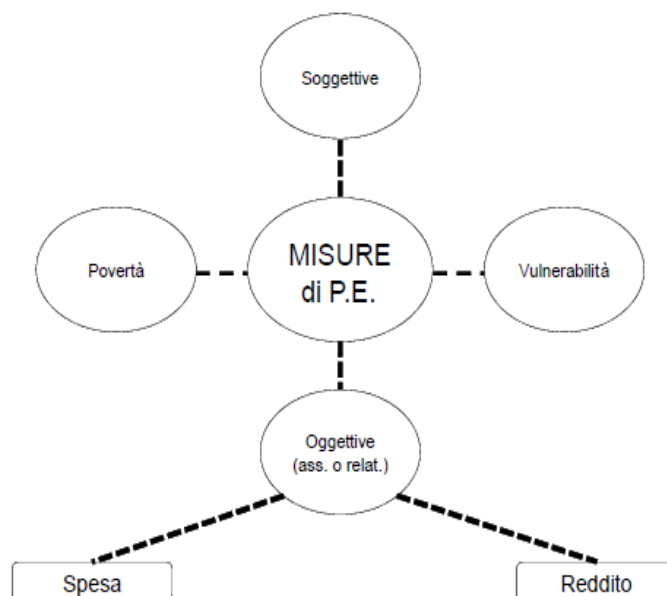 Soggettive
Povertà
MISURE
di P.E.
Vulnerabilità
Oggettive
(ass. o relat.)
Spesa
Reddito